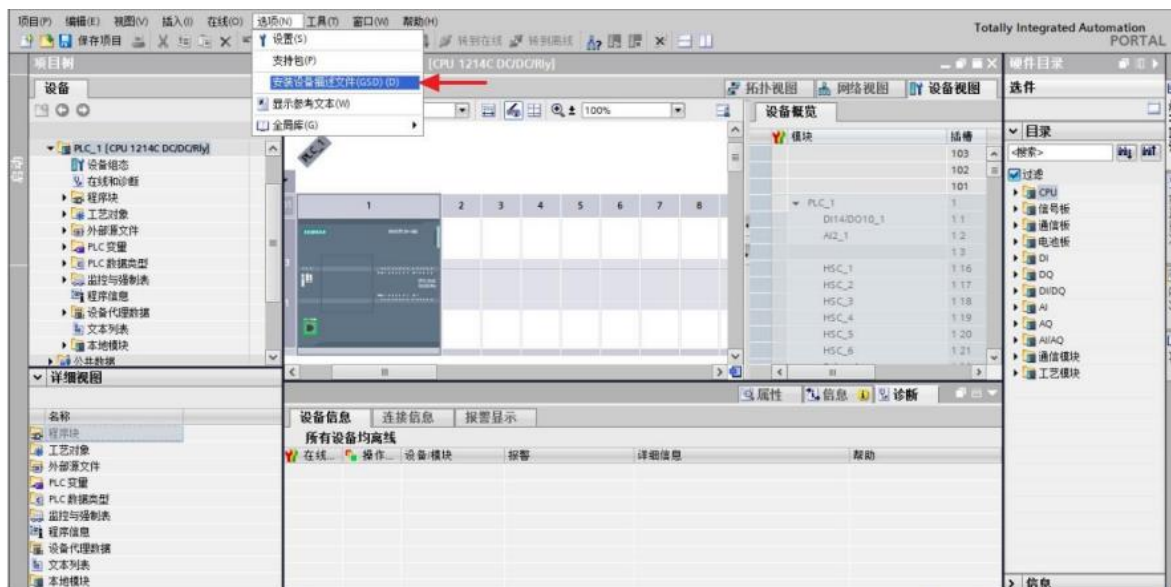 项目(P) 编辑(E) 视图(V) 插入(I) 在线(O) 选项(N) 工具(T) 窗口(W) 帮助(H)
Totally Integrated Automation
PORTAL
保存项目
转到在线
转到离线
设置(S)
支持包(P)
安装设备描述文件(GSD) (D)
显示参考文本(W)
全局库(G)
项目树
[CPU 1214C DC/DC/Rly]
硬件目录
设备
拓扑视图
网络视图
设备视图
选件
100%
设备概览
PLC_1 [CPU 1214C DC/DC/Rly]
设备组态
在线和诊断
程序块
工艺对象
外部源文件
PLC 变量
PLC 数据类型
监控与强制表
程序信息
设备代理数据
文本列表
本地模块
公共数据
PLC_1
1 2 3 4 5 6 7 8
模块 插槽
103
102
101
PLC_1 1
DI14/DO10_1 1 1
AI2_1 1 2
1 3
HSC_1 1 16
HSC_2 1 17
HSC_3 1 18
HSC_4 1 19
HSC_5 1 20
HSC_6 1 21
目录
<搜索>
过滤
CPU
信号板
通信板
电池板
DI
DQ
DI/DQ
AI
AQ
AI/AQ
通信模块
工艺模块
详细视图
名称
程序块
工艺对象
外部源文件
PLC 变量
PLC 数据类型
监控与强制表
程序信息
设备代理数据
文本列表
本地模块
属性
信息
诊断
设备信息
连接信息
报警显示
所有设备均离线
在线... 操作... 设备/模块 报警 详细信息 帮助
信息